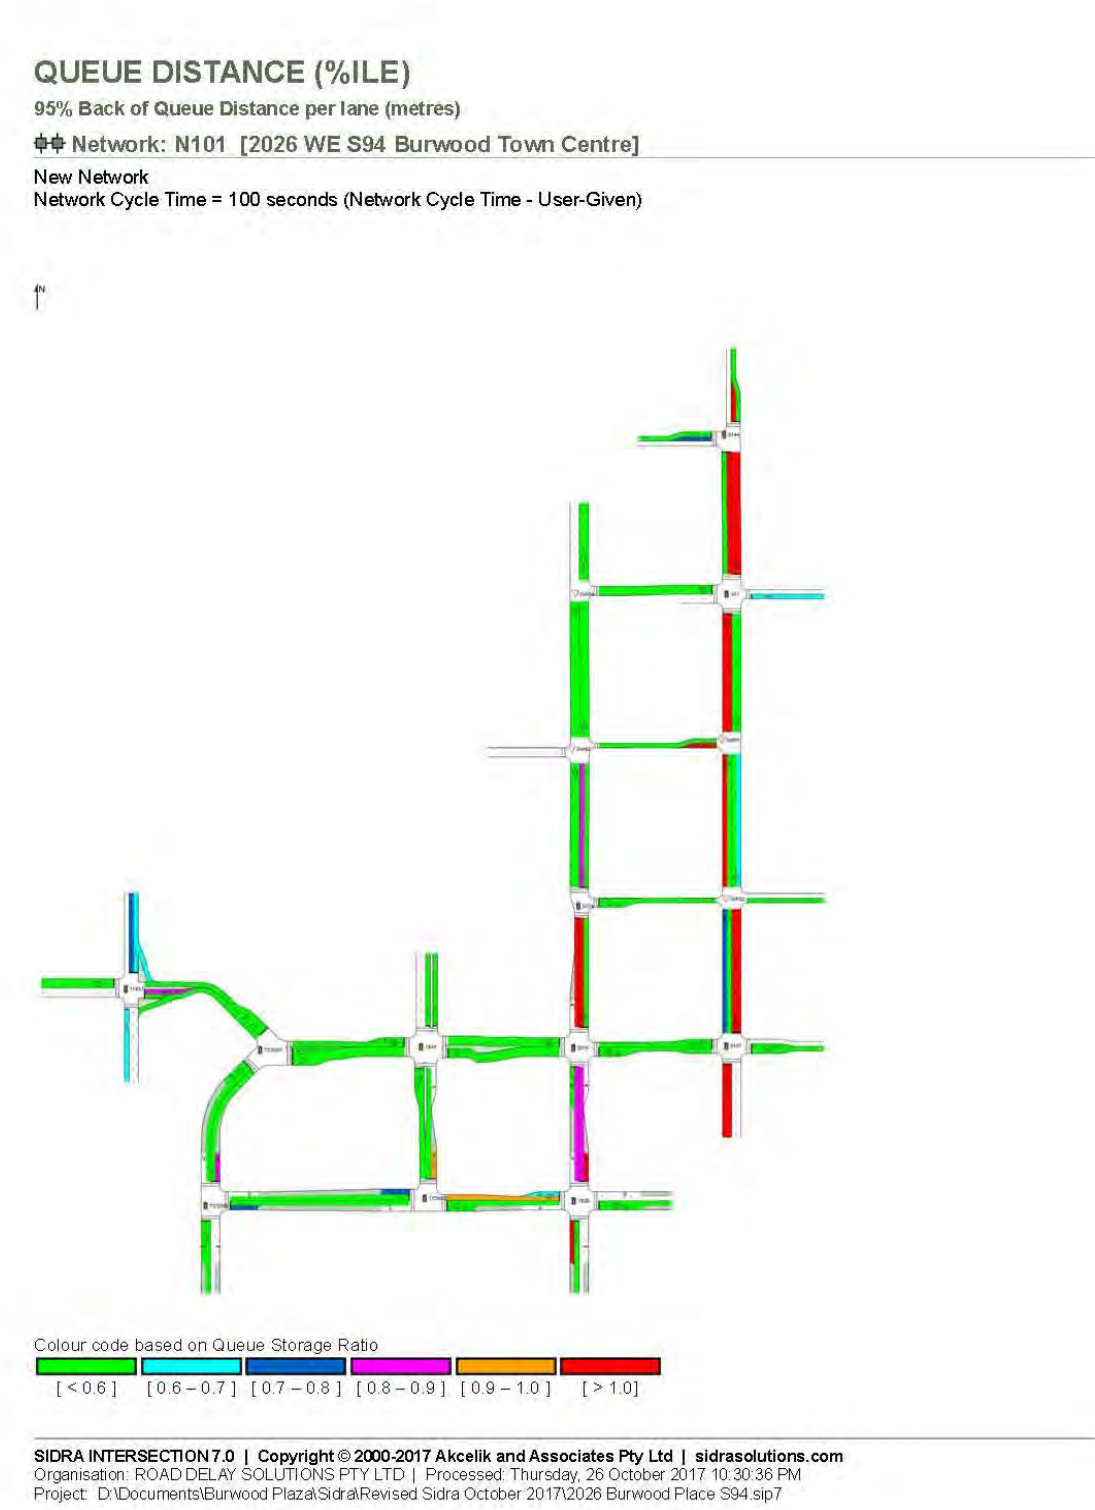 QUEUE DISTANCE (%ILE)
95% Back of Queue Distance per lane (metres)
Network: N101 [2026 WE S94 Burwood Town Centre]
New Network
Network Cycle Time = 100 seconds (Network Cycle Time - User-Given)
N
Colour code based on Queue Storage Ratio
[ < 0.6 ] [ 0.6 – 0.7 ] [ 0.7 – 0.8 ] [ 0.8 – 0.9 ] [ 0.9 – 1.0 ] [ > 1.0]
SIDRA INTERSECTION 7.0 | Copyright © 2000-2017 Akcelik and Associates Pty Ltd | sidrasolutions.com
Organisation: ROAD DELAY SOLUTIONS PTY LTD | Processed: Thursday, 26 October 2017 10:30:36 PM
Project: D:\Documents\Burwood Plaza\Sidra\Revised Sidra October 2017\2026 Burwood Place S94.sip7